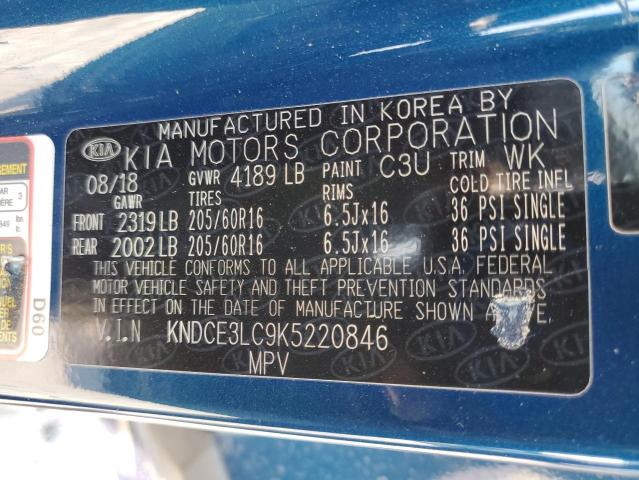 MANUFACTURED IN KOREA BY
KIA KIA MOTORS CORPORATION
08/18 GVWR 4189 LB PAINT C3U TRIM WK
GAWR TIRES RIMS COLD TIRE INFL
FRONT 2319 LB 205/60R16 6.5Jx16 36 PSI SINGLE
REAR 2002 LB 205/60R16 6.5Jx16 36 PSI SINGLE
THIS VEHICLE CONFORMS TO ALL APPLICABLE U.S.A. FEDERAL
MOTOR VEHICLE SAFETY AND THEFT PREVENTION STANDARDS
IN EFFECT ON THE DATE OF MANUFACTURE SHOWN ABOVE.
V.I.N KNDCE3LC9K5220846
MPV
D60